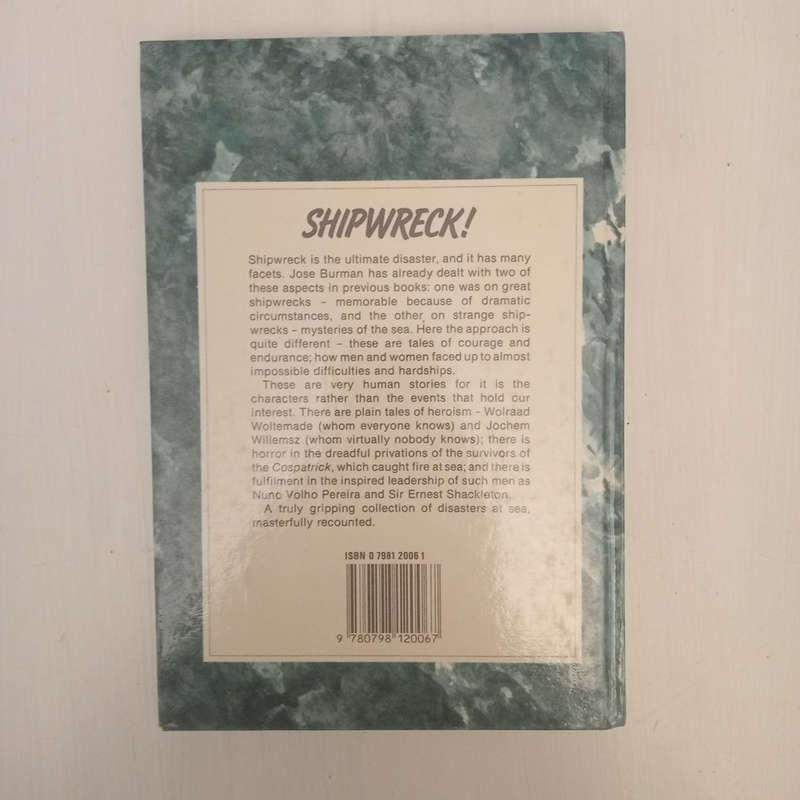 SHIPWRECK!
Shipwreck is the ultimate disaster, and it has many
facets. Jose Burman has already dealt with two of
these aspects in previous books: one was on great
shipwrecks – memorable because of dramatic
circumstances, and the other on strange ship-
wrecks – mysteries of the sea. Here the approach is
quite different – these are tales of courage and
endurance; how men and women faced up to almost
impossible difficulties and hardships.
These are very human stories for it is the
characters rather than the events that hold our
interest. There are plain tales of heroism – Wolraad
Woltemade (whom everyone knows) and Jochem
Willemsz (whom virtually nobody knows); there is
horror in the dreadful privations of the survivors of
the Cospatrick, which caught fire at sea; and there is
fulfilment in the inspired leadership of such men as
Nuno Volho Pereira and Sir Ernest Shackleton.
A truly gripping collection of disasters at sea,
masterfully recounted.
ISBN 0 7981 2006 1
9 780798 120067